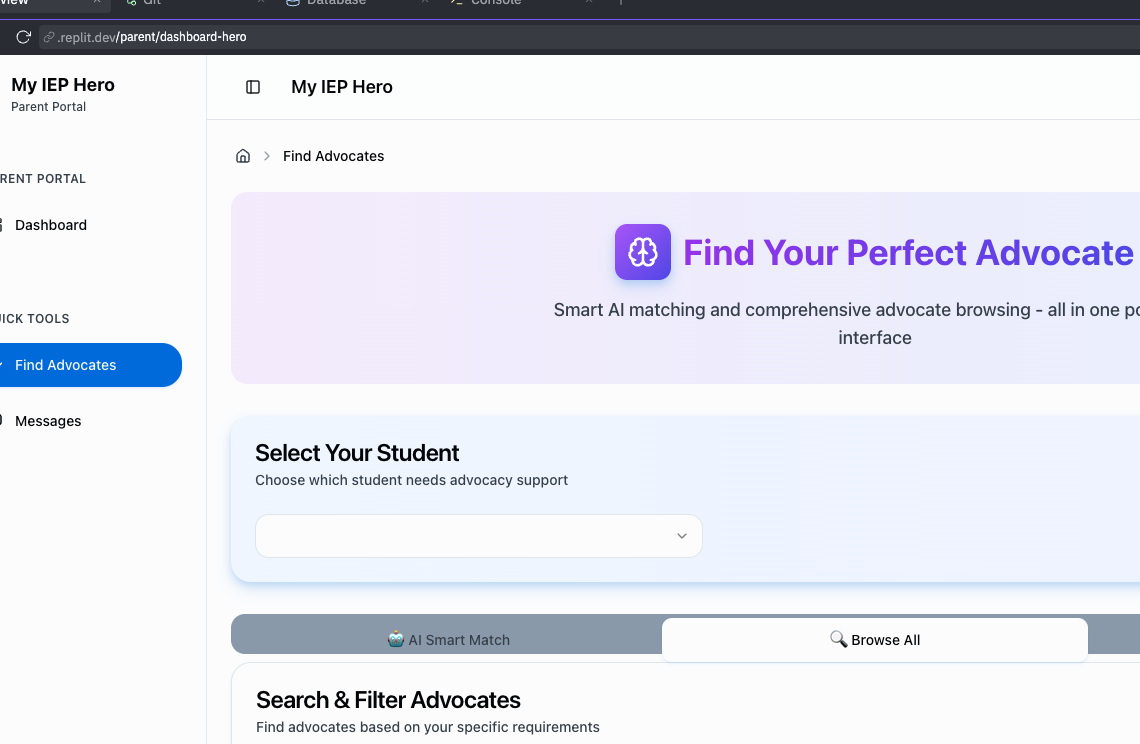 Git
Database
Console
.replit.dev/parent/dashboard-hero
My IEP Hero
Parent Portal
My IEP Hero
Find Advocates
RENT PORTAL
Dashboard
Find Your Perfect Advocate
Smart AI matching and comprehensive advocate browsing - all in one
interface
ICK TOOLS
Find Advocates
Messages
Select Your Student
Choose which student needs advocacy support
AI Smart Match
Browse All
Search & Filter Advocates
Find advocates based on your specific requirements